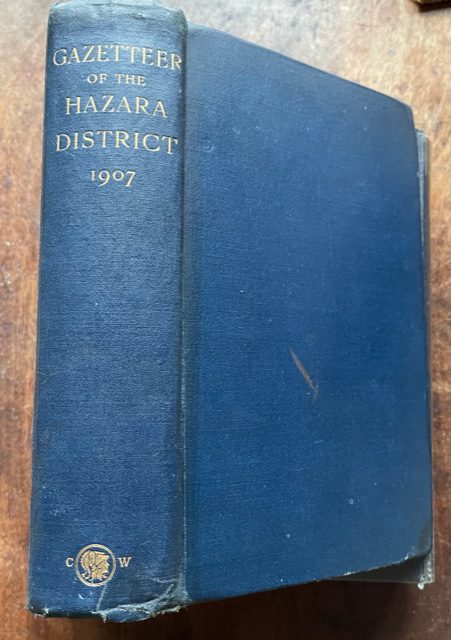 GAZETTEER
OF THE
HAZARA
DISTRICT
1907
C W